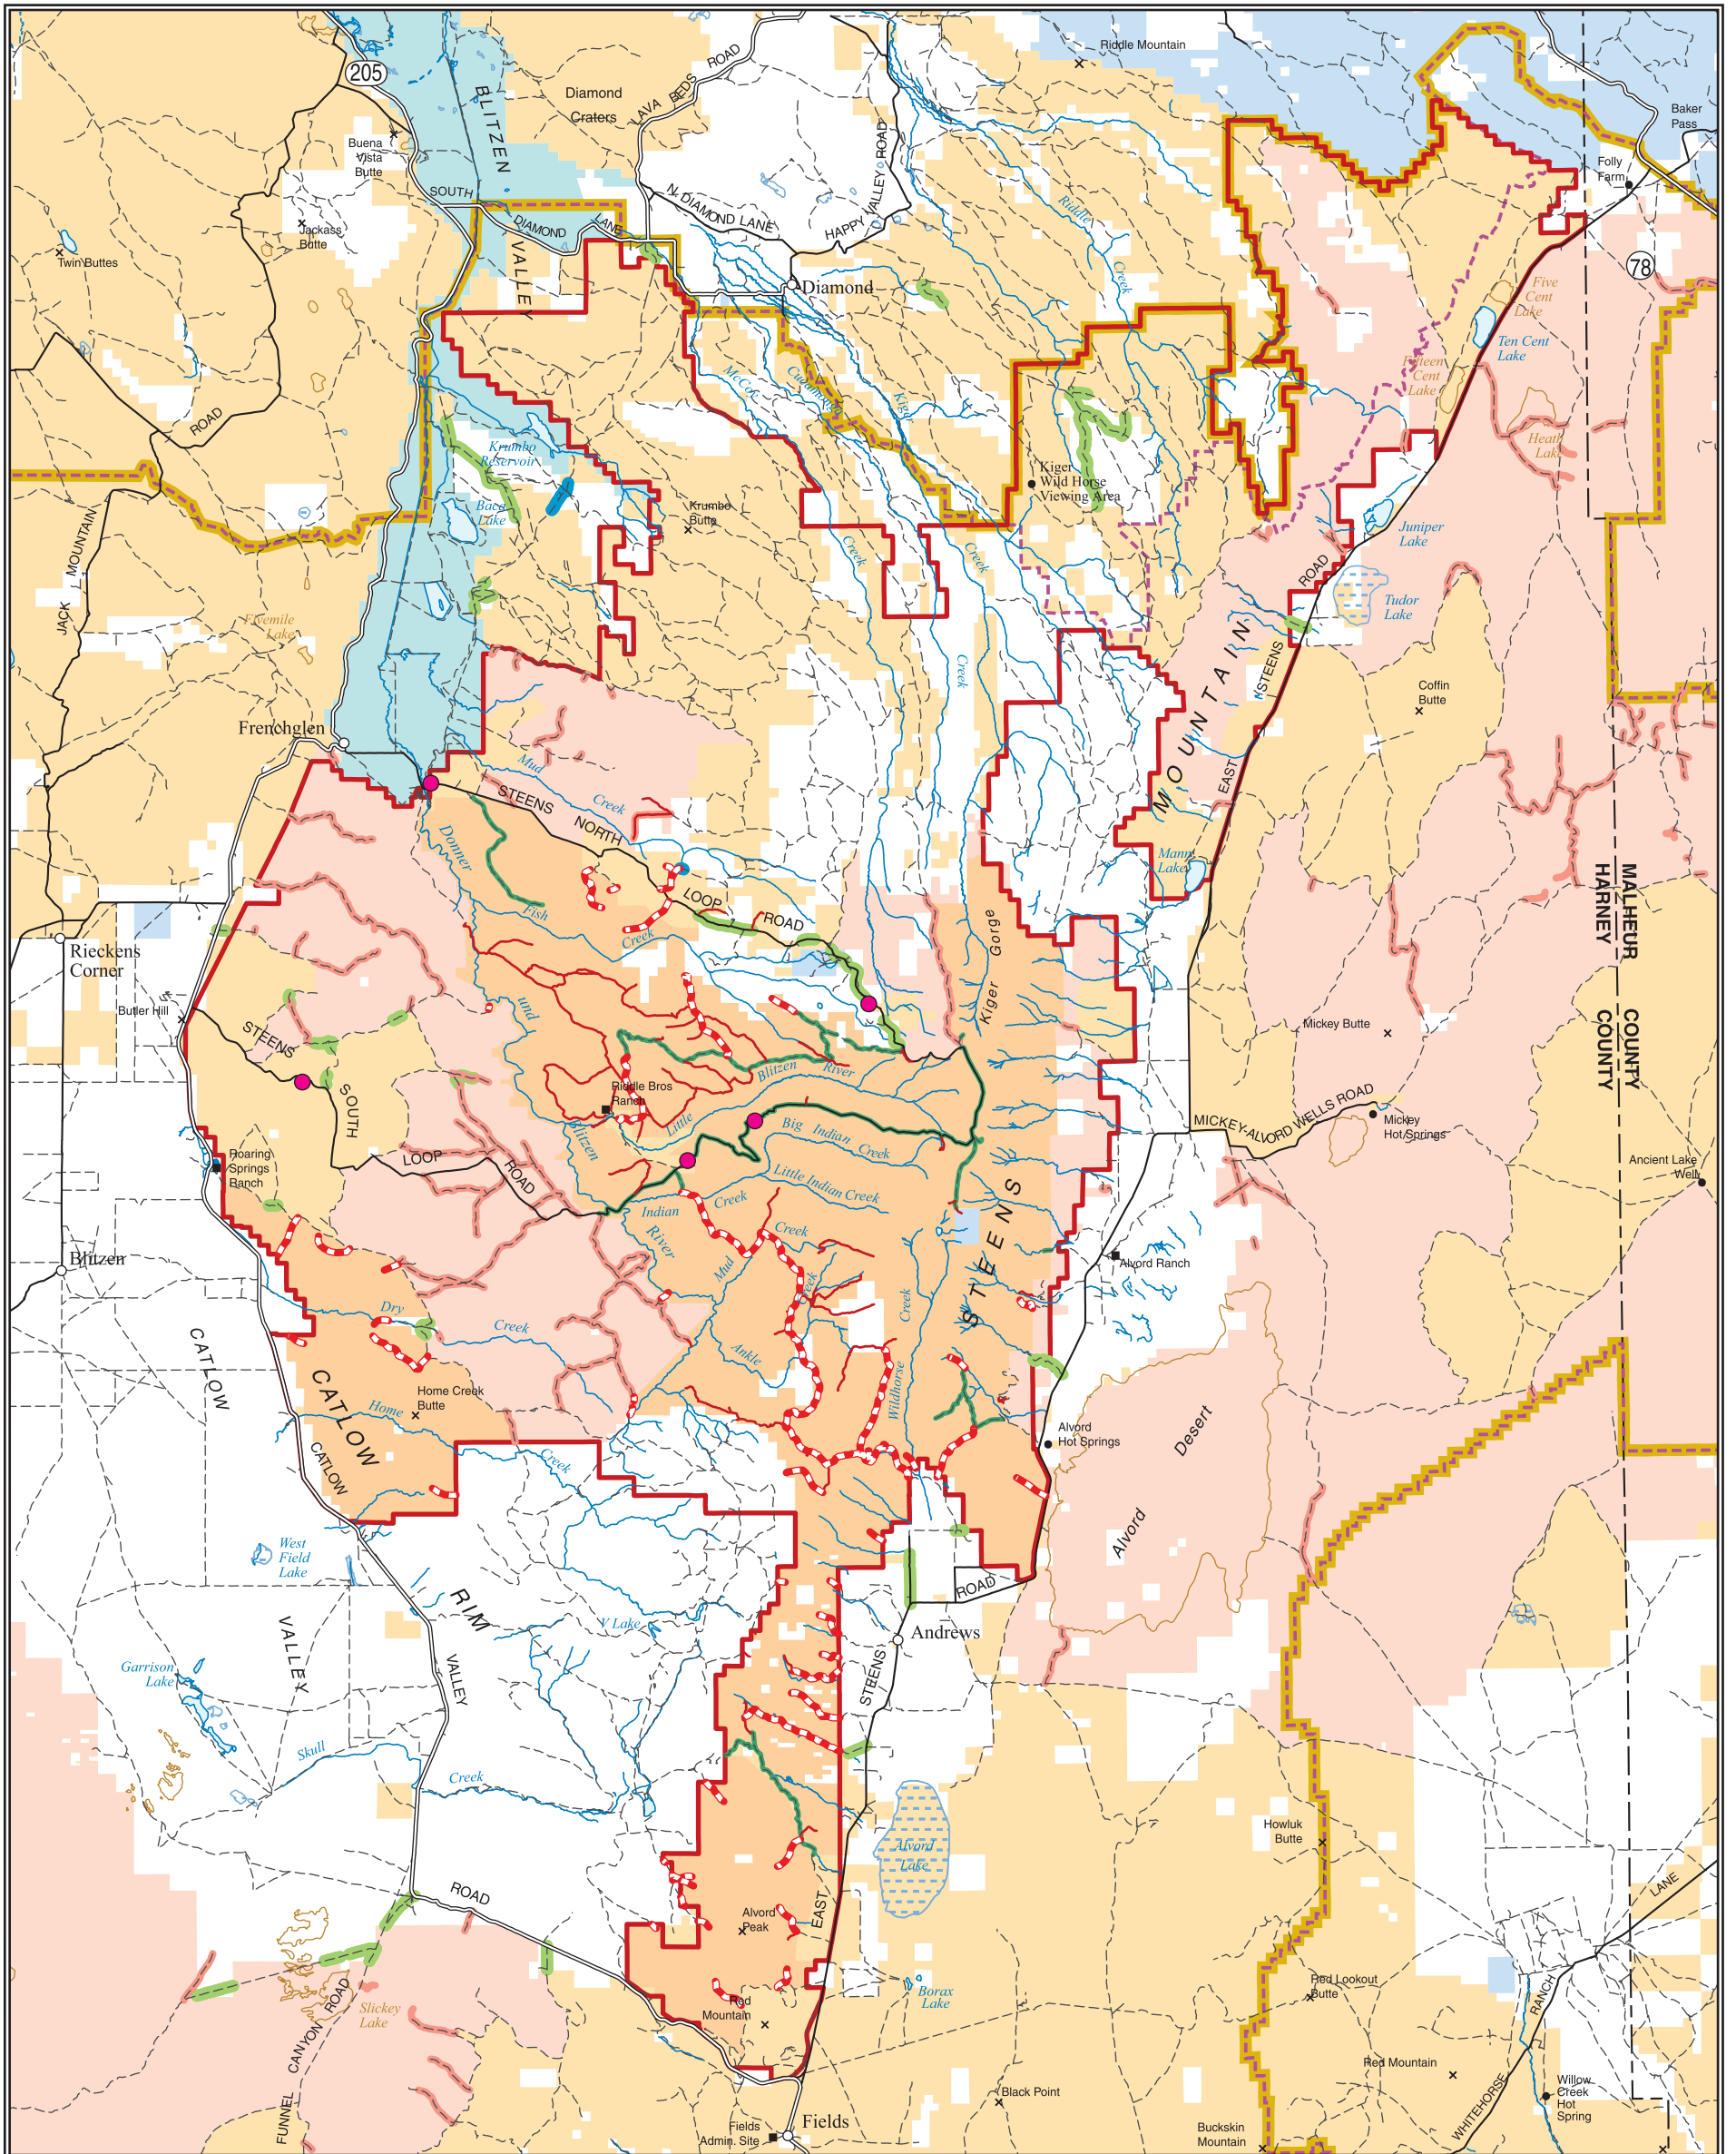 Riddle Mountain
205
BLITZEN
Diamond
Craters
LAVA BEDS
ROAD
Baker
Pass
Buena
Vista
Butte
Folly
Farm
SOUTH
DIAMOND
LANE
N. DIAMOND LANE
HAPPY VALLEY ROAD
Riddle
Creek
Jackass
Butte
Twin Buttes
VALLEY
Diamond
78
Five
Cent
Lake
Ten Cent
Lake
Fifteen
Cent
Lake
McCoy
Cucamonga
Kiger
ROAD
Heath
Lake
Krumbo
Reservoir
Kiger
Wild Horse
Viewing Area
Baca
Lake
Krumbo
Butte
Juniper
Lake
JACK MOUNTAIN
Creek
Creek
ROAD
Tudor
Lake
Fivemile
Lake
Creek
STEENS
MOUNTAIN
Coffin
Butte
Frenchglen
Mud
Creek
STEENS
NORTH
EAST
Donner
Mann
Lake
LOOP
ROAD
Fish
Creek
MALHEUR
HARNEY
COUNTY
COUNTY
Kiger Gorge
Rieckens
Corner
Butler Hill
und
STEENS
Mickey Butte
SOUTH
Riddle Bros
Ranch
Blitzen
River
Little
MICKEY-ALVORD WELLS ROAD
Mickey
Hot Springs
Big Indian
Creek
Blitzen
Roaring
Springs
Ranch
LOOP
ROAD
Ancient Lake
Well
Little Indian Creek
Indian
Creek
STEENS
River
Creek
Mud
Blitzen
Alvord Ranch
Creek
Creek
Dry
Creek
CATLOW
Ankle
CATLOW
Home Creek
Butte
Home
Wildhorse
Alvord
Hot Springs
Desert
CATLOW
Creek
Alvord
West
Field
Lake
ROAD
RIM
V Lake
Andrews
VALLEY
Garrison
Lake
VALLEY
STEENS
Skull
Creek
Howluk
Butte
Alvord
Lake
ROAD
LANE
Alvord
Peak
EAST
Red Lookout
Butte
Borax
Lake
Slickey
Lake
ROAD
RANCH
Red
Mountain
CANYON
Red Mountain
Willow
Creek
Hot
Spring
Black Point
WHITEHORSE
FUNNEL
Fields
Fields
Admin. Site
Buckskin
Mountain